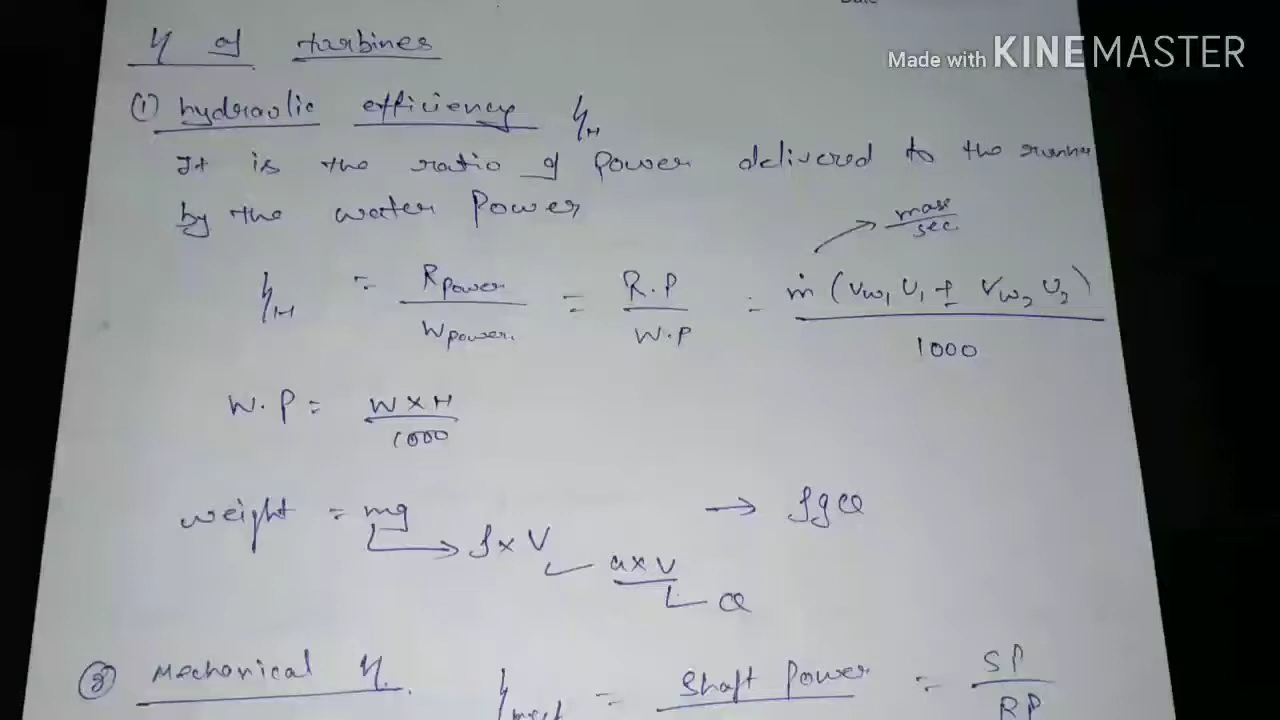 Made with KINEMASTER
η of turbines
(1) hydraulic efficiency η_H
It is the ratio of power delivered to the runner
by the water power
mass/sec
η_H = R power / W power. = R.P / W.P = ṁ (Vw₁ U₁ ± Vw₂ U₂) / 1000
W.P = W × H / 1000
weight = mg → ρgQ
ρ × V
a × V
Q
(2) Mechanical η. η_mech = Shaft Power = SP / RP